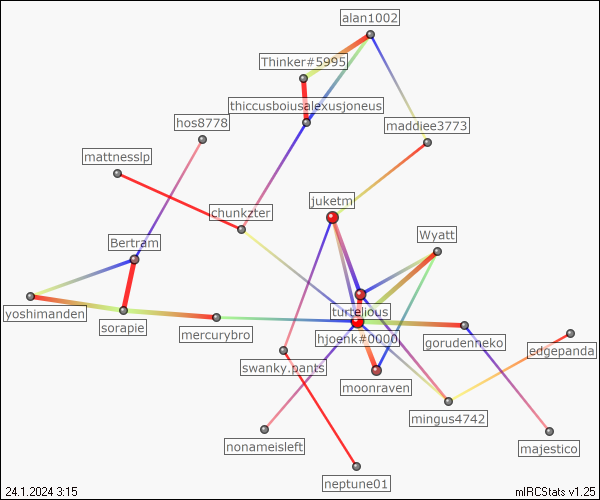 alan1002
Thinker#5995
thiccusboiusalexusjoneus
hos8778
maddiee3773
mattnesslp
juketm
chunkzter
Wyatt
Bertram
yoshimanden
turtelious
sorapie
mercurybro
hjoenk#0000
gorudenneko
edgepanda
swanky.pants
moonraven
mingus4742
nonameisleft
majestico
neptune01
24.1.2024 3:15
mIRCStats v1.25